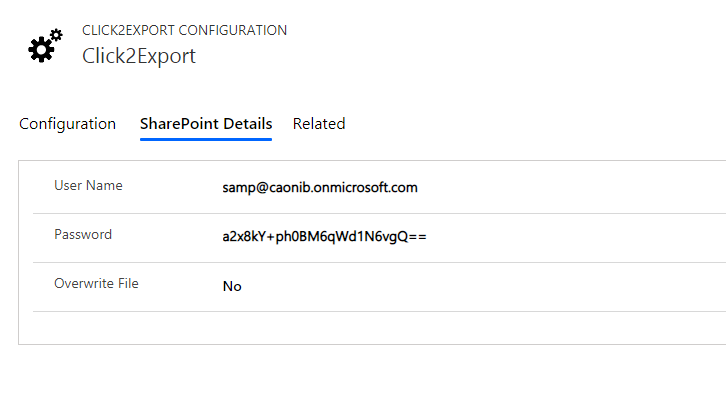 CLICK2EXPORT CONFIGURATION
Click2Export
Configuration SharePoint Details Related
User Name samp@caonib.onmicrosoft.com
Password a2x8kY+ph0BM6qWd1N6vgQ==
Overwrite File No